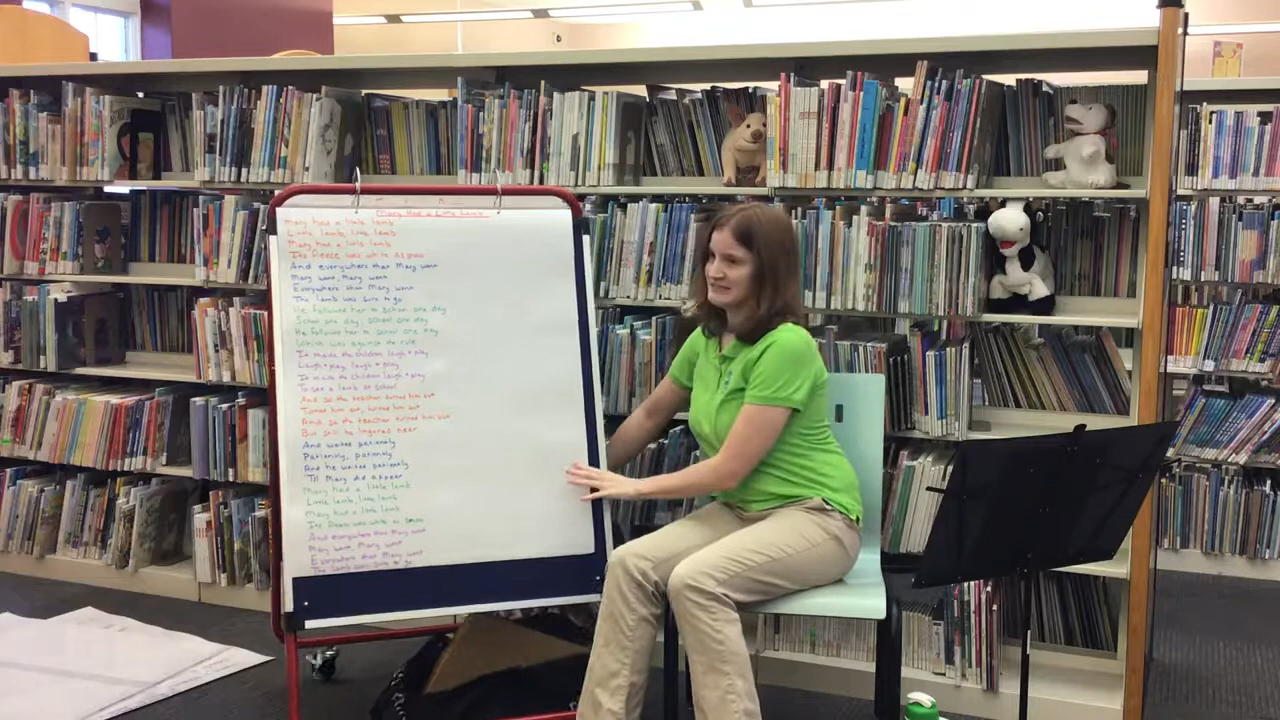 Mary Had a Little Lamb
Mary had a little lamb
Little lamb, little lamb
Mary had a little lamb
Its fleece was white as snow
And everywhere that Mary went
Mary went, Mary went
Everywhere that Mary went
The lamb was sure to go
He followed her to school one day
School one day, school one day
He followed her to school one day
Which was against the rule
It made the children laugh + play
Laugh + play, laugh + play
It made the children laugh + play
To see a lamb at school
And so the teacher turned him out
Turned him out, turned him out
And so the teacher turned him out
But still he lingered near
And waited patiently
Patiently, patiently
And he waited patiently
'Til Mary did appear
Mary had a little lamb
Little lamb, little lamb
Mary had a little lamb
Its fleece was white as snow
And everywhere that Mary went
Mary went, Mary went
Everywhere that Mary went
The lamb was sure to go